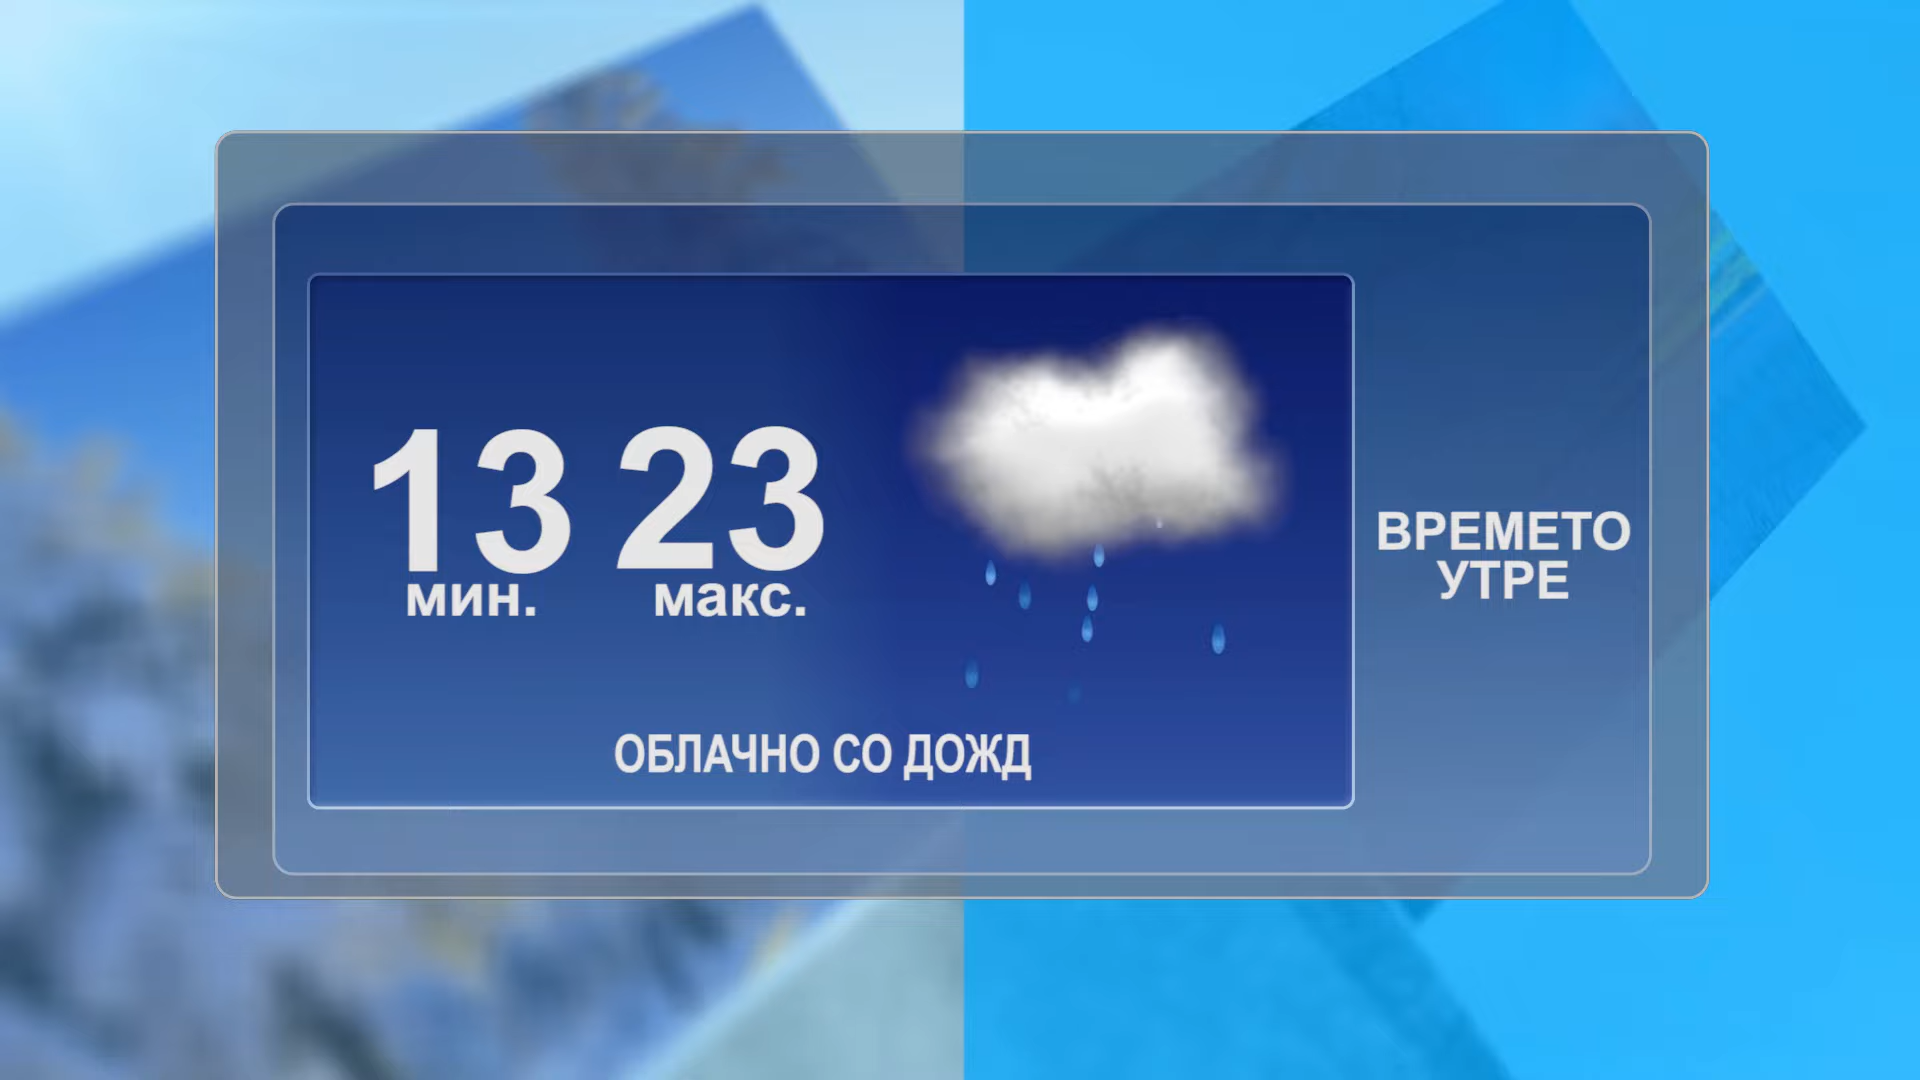 13 23
мин. макс.
ОБЛАЧНО СО ДОЖД
ВРЕМЕТО
УТРЕ